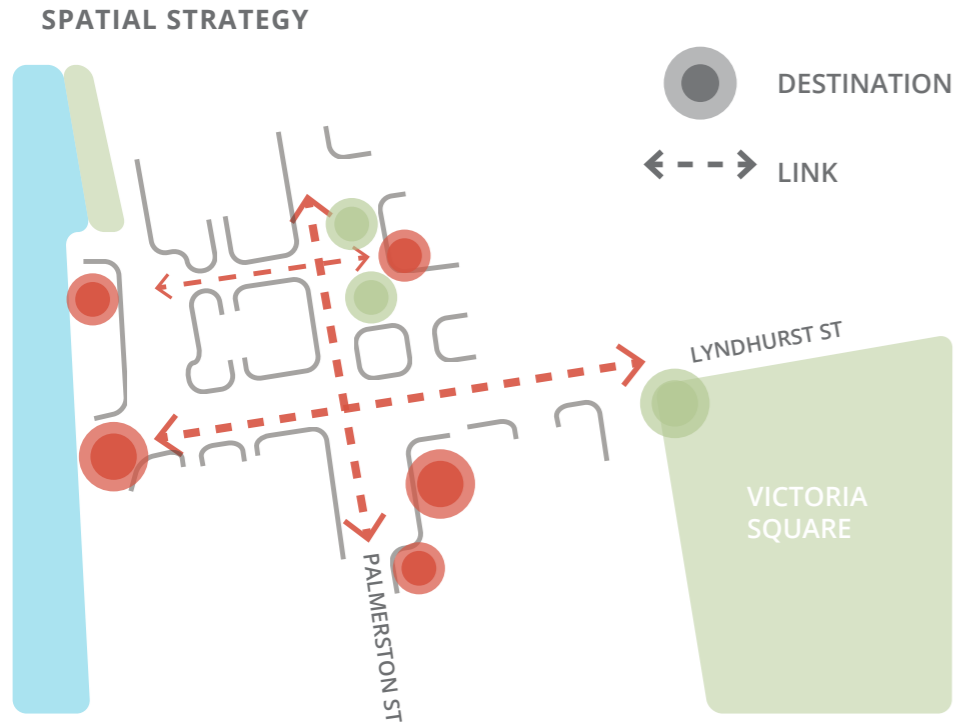 SPATIAL STRATEGY
DESTINATION
LINK
LYNDHURST ST
VICTORIA
SQUARE
PALMERSTON ST